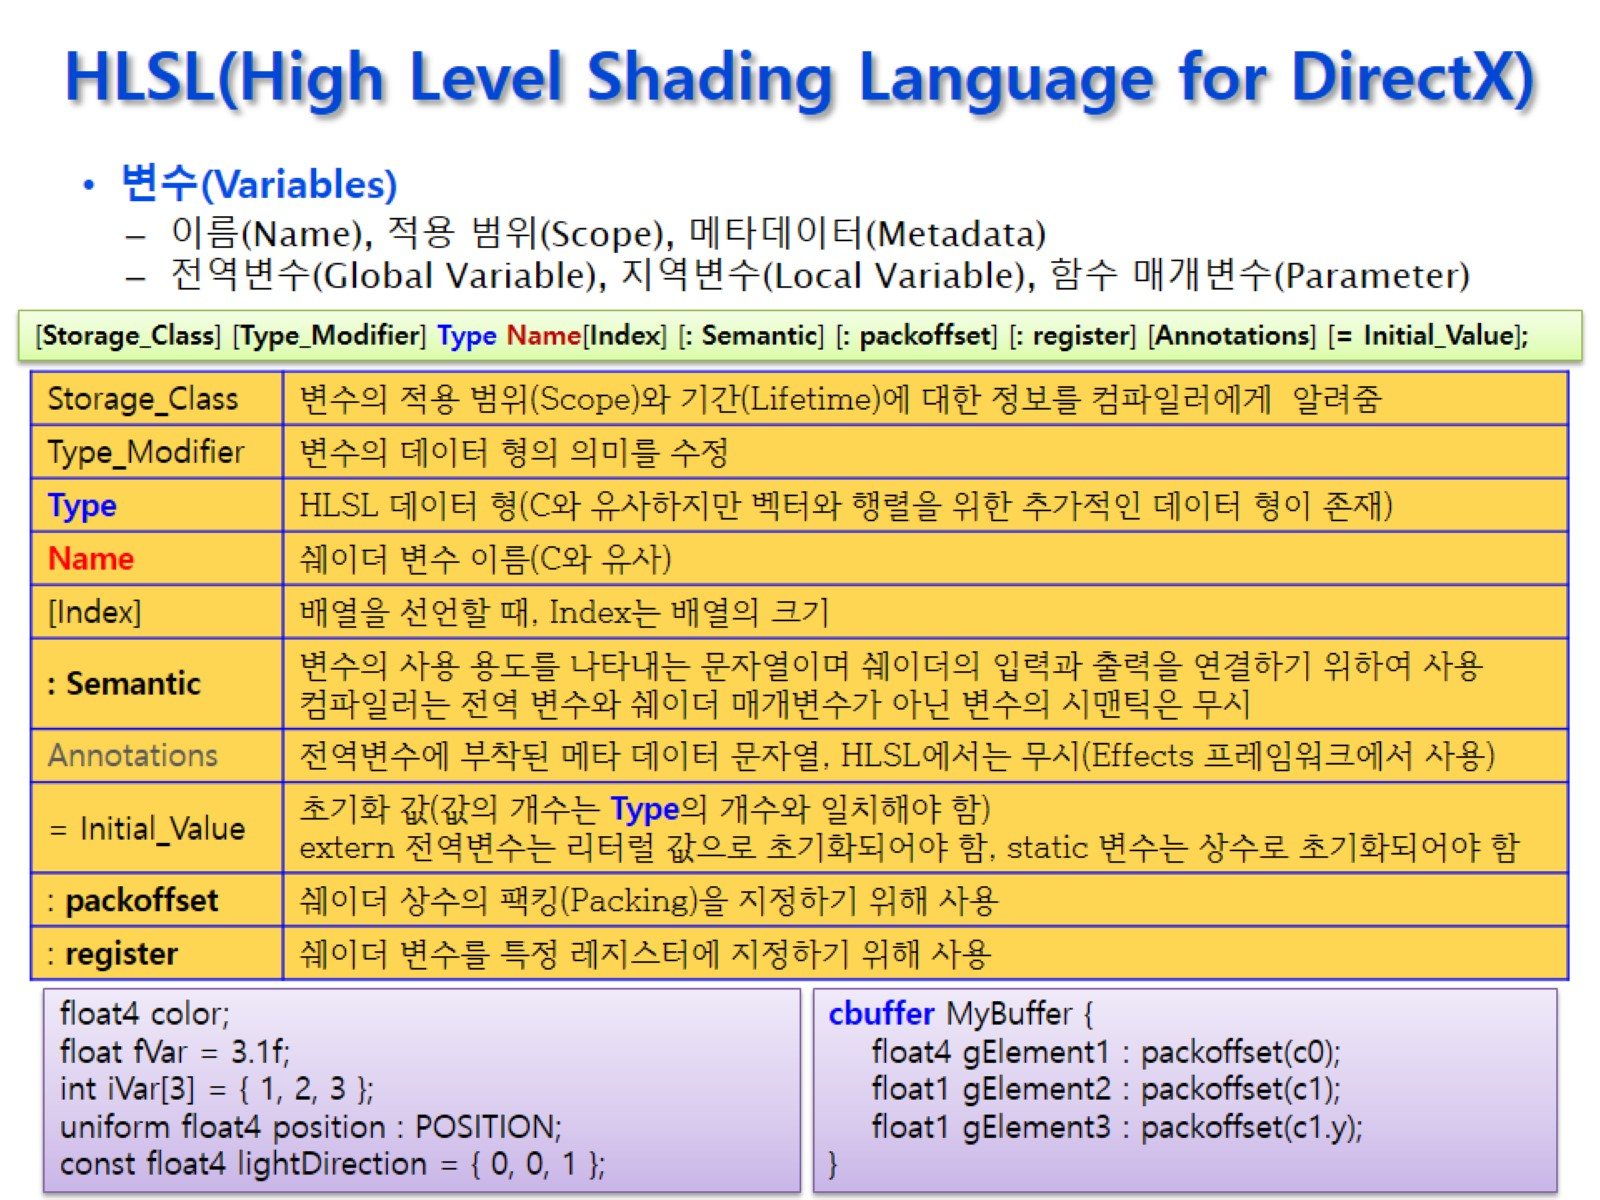 HLSL(High Level Shading Language for DirectX)
• 변수(Variables)
– 이름(Name), 적용 범위(Scope), 메타데이터(Metadata)
– 전역변수(Global Variable), 지역변수(Local Variable), 함수 매개변수(Parameter)
[Storage_Class] [Type_Modifier] Type Name[Index] [: Semantic] [: packoffset] [: register] [Annotations] [= Initial_Value];
Storage_Class 변수의 적용 범위(Scope)와 기간(Lifetime)에 대한 정보를 컴파일러에게 알려줌
Type_Modifier 변수의 데이터 형의 의미를 수정
Type HLSL 데이터 형(C와 유사하지만 벡터와 행렬을 위한 추가적인 데이터 형이 존재)
Name 쉐이더 변수 이름(C와 유사)
[Index] 배열을 선언할 때, Index는 배열의 크기
: Semantic 변수의 사용 용도를 나타내는 문자열이며 쉐이더의 입력과 출력을 연결하기 위하여 사용
컴파일러는 전역 변수와 쉐이더 매개변수가 아닌 변수의 시맨틱은 무시
Annotations 전역변수에 부착된 메타 데이터 문자열, HLSL에서는 무시(Effects 프레임워크에서 사용)
= Initial_Value 초기화 값(값의 개수는 Type의 개수와 일치해야 함)
extern 전역변수는 리터럴 값으로 초기화되어야 함, static 변수는 상수로 초기화되어야 함
: packoffset 쉐이더 상수의 팩킹(Packing)을 지정하기 위해 사용
: register 쉐이더 변수를 특정 레지스터에 지정하기 위해 사용
float4 color;
float fVar = 3.1f;
int iVar[3] = { 1, 2, 3 };
uniform float4 position : POSITION;
const float4 lightDirection = { 0, 0, 1 };
cbuffer MyBuffer {
float4 gElement1 : packoffset(c0);
float1 gElement2 : packoffset(c1);
float1 gElement3 : packoffset(c1.y);
}